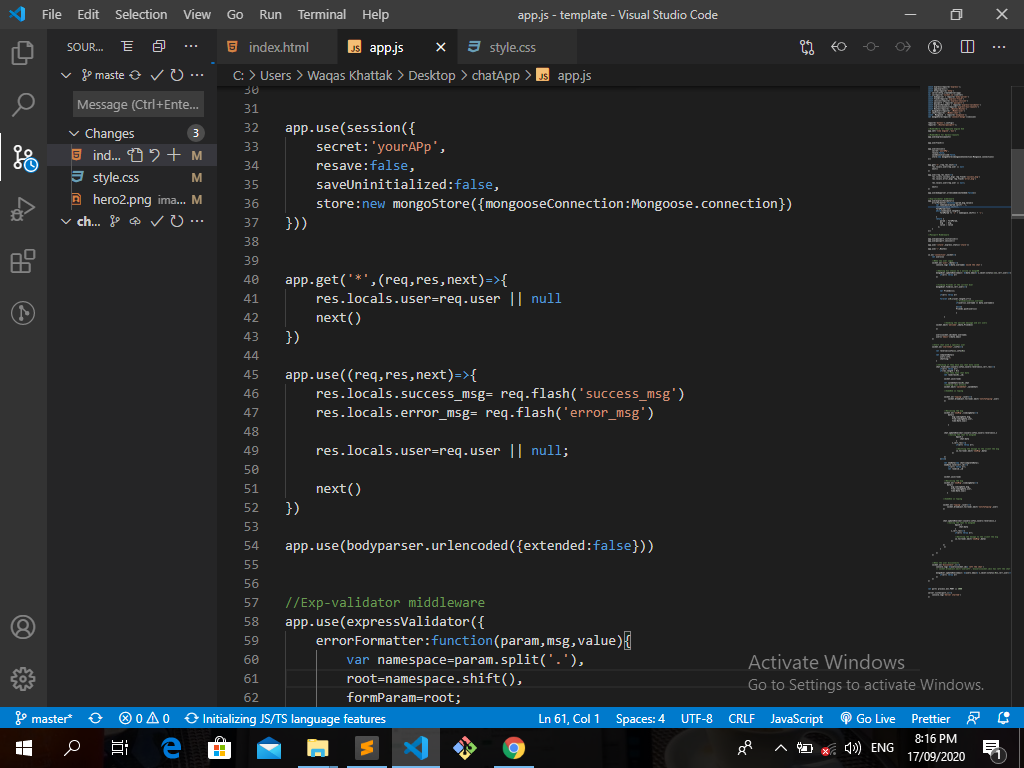 File Edit Selection View Go Run Terminal Help app.js - template - Visual Studio Code
SOUR... index.html JS app.js style.css
maste C: > Users > Waqas Khattak > Desktop > chatApp > JS app.js
Message (Ctrl+Ente...
Changes 3
ind... M
style.css M
hero2.png ima... M
ch...
30
31
32 app.use(session({
33 secret:'yourAPp',
34 resave:false,
35 saveUninitialized:false,
36 store:new mongoStore({mongooseConnection:Mongoose.connection})
37 }))
38
39
40 app.get('*',(req,res,next)=>{
41 res.locals.user=req.user || null
42 next()
43 })
44
45 app.use((req,res,next)=>{
46 res.locals.success_msg= req.flash('success_msg')
47 res.locals.error_msg= req.flash('error_msg')
48
49 res.locals.user=req.user || null;
50
51 next()
52 })
53
54 app.use(bodyparser.urlencoded({extended:false}))
55
56
57 //Exp-validator middleware
58 app.use(expressValidator({
59 errorFormatter:function(param,msg,value){
60 var namespace=param.split('.'),
61 root=namespace.shift(),
62 formParam=root;
Activate Windows
Go to Settings to activate Windows.
master* 0 0 Initializing JS/TS language features Ln 61, Col 1 Spaces: 4 UTF-8 CRLF JavaScript Go Live Prettier
ENG 8:16 PM
17/09/2020 1